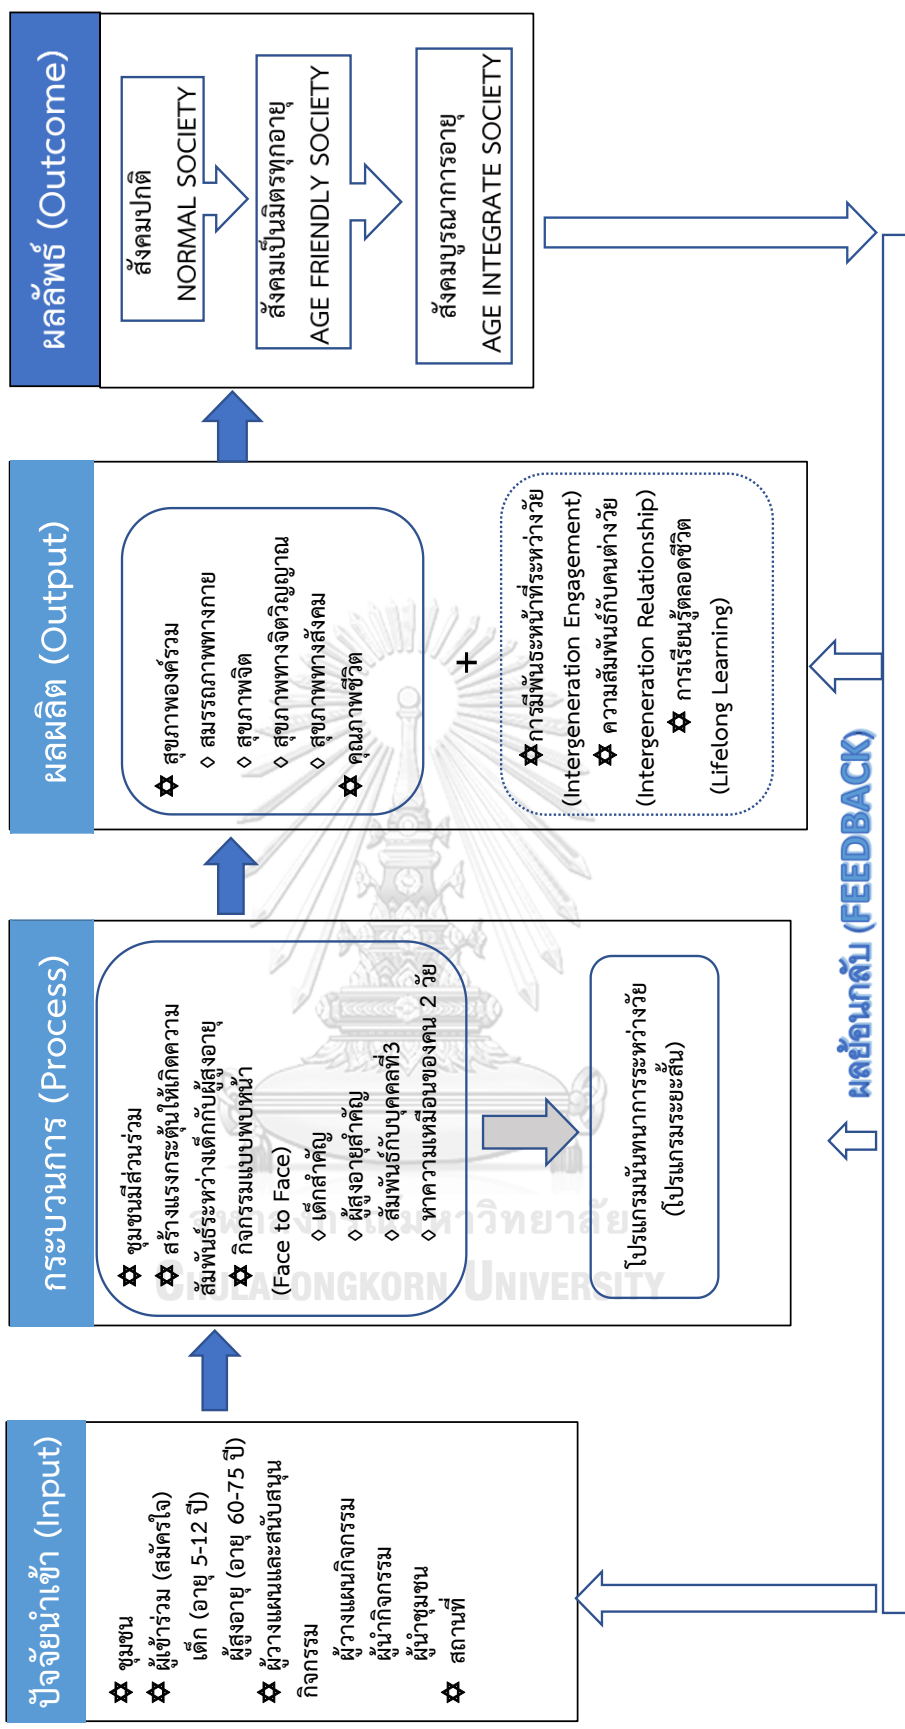 ปัจจัยนำเข้า (Input)
ชุมชน
ผู้เข้าร่วม (สมัครใจ)
เด็ก (อายุ 5-12 ปี)
ผู้สูงอายุ (อายุ 60-75 ปี)
ผู้วางแผนและสนับสนุน
กิจกรรม
ผู้วางแผนกิจกรรม
ผู้นำกิจกรรม
ผู้นำชุมชน
สถานที่
กระบวนการ (Process)
ชุมชนมีส่วนร่วม
สร้างแรงกระตุ้นให้เกิดความ
สัมพันธ์ระหว่างเด็กกับผู้สูงอายุ
กิจกรรมแบบพบหน้า
(Face to Face)
◊ เด็กสำคัญ
◊ ผู้สูงอายุสำคัญ
◊ สัมพันธ์กับบุคคลที่3
◊ หาความเหมือนของคน 2 วัย
โปรแกรมนันทนาการระหว่างวัย
(โปรแกรมระยะสั้น)
ผลผลิต (Output)
สุขภาพองค์รวม
◊ สมรรถภาพทางกาย
◊ สุขภาพจิต
◊ สุขภาพทางจิตวิญญาณ
◊ สุขภาพทางสังคม
คุณภาพชีวิต
+
การมีพันธะหน้าที่ระหว่างวัย
(Intergeneration Engagement)
ความสัมพันธ์กับคนต่างวัย
(Intergeneration Relationship)
การเรียนรู้ตลอดชีวิต
(Lifelong Learning)
ผลลัพธ์ (Outcome)
สังคมปกติ
NORMAL SOCIETY
สังคมเป็นมิตรทุกอายุ
AGE FRIENDLY SOCIETY
สังคมบูรณาการอายุ
AGE INTEGRATE SOCIETY
ผลย้อนกลับ (FEEDBACK)
จุฬาลงกรณ์มหาวิทยาลัย
CHULALONGKORN UNIVERSITY